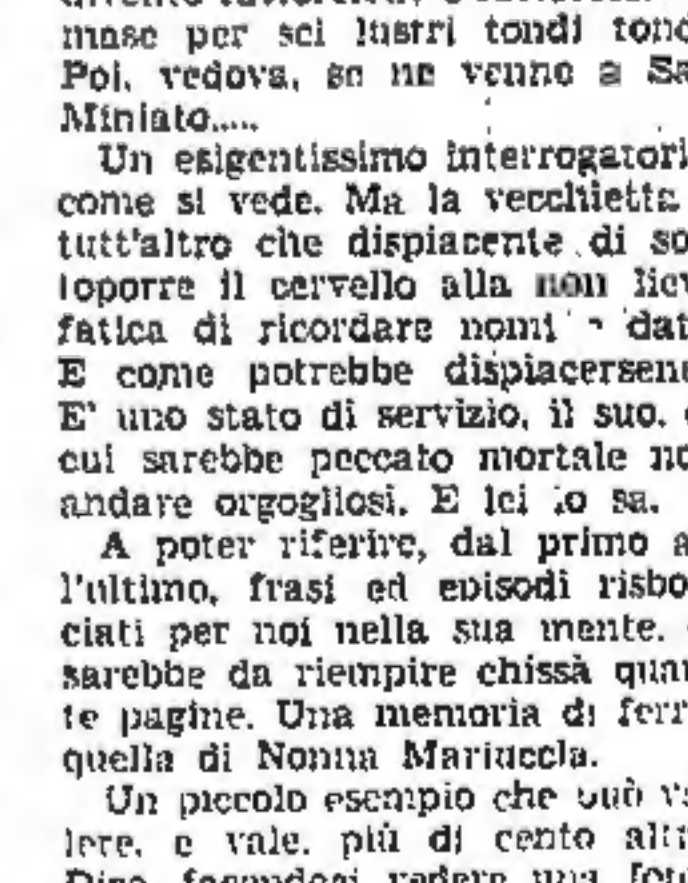 mase per sei lustri tondi tond
Poi, vedova, se ne venne a Sa
Miniato.....
Un esigentissimo interrogatori
come si vede. Ma la vecchietta
tutt'altro che dispiacente di so
toporre il cervello alla non liev
fatica di ricordare nomi e dat
E come potrebbe dispiacersene
E' uno stato di servizio, il suo,
cui sarebbe peccato mortale no
andare orgogliosi. E lei lo sa.
A poter riferire, dal primo a
l'ultimo, frasi ed episodi risbo
ciati per noi nella sua mente,
sarebbe da riempire chissà quan
te pagine. Una memoria di ferr
quella di Nonna Mariuccia.
Un piccolo esempio che può va
lere, e vale, più di cento altr